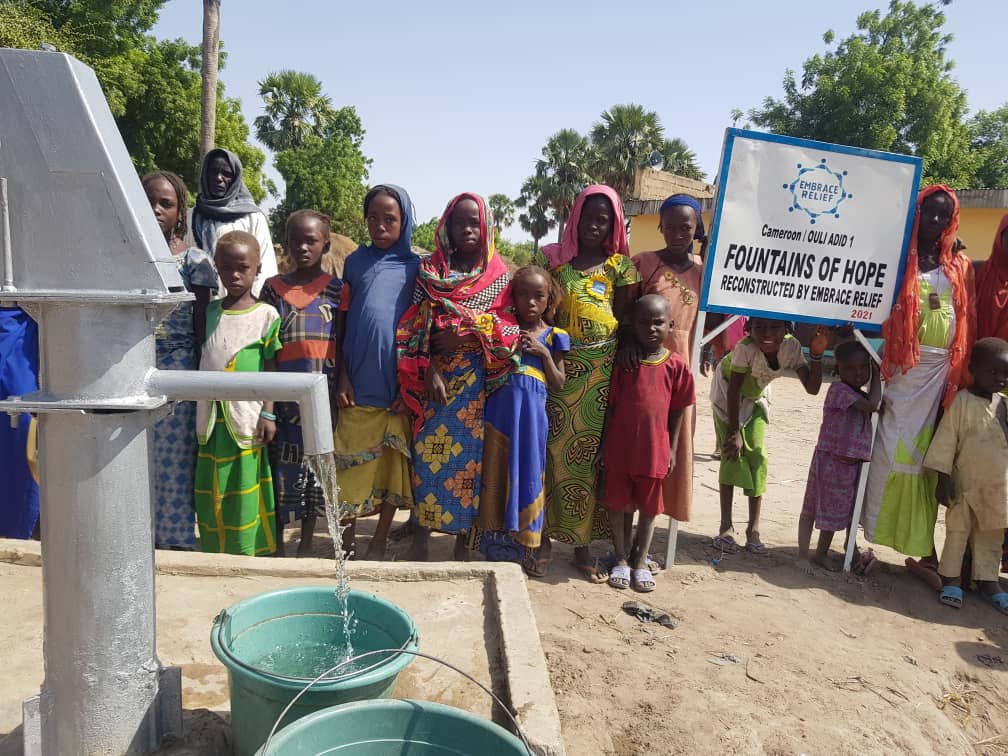 EMBRACE
RELIEF
Cameroon / OULI ADID 1
FOUNTAINS OF HOPE
RECONSTRUCTED BY EMBRACE RELIEF
2021